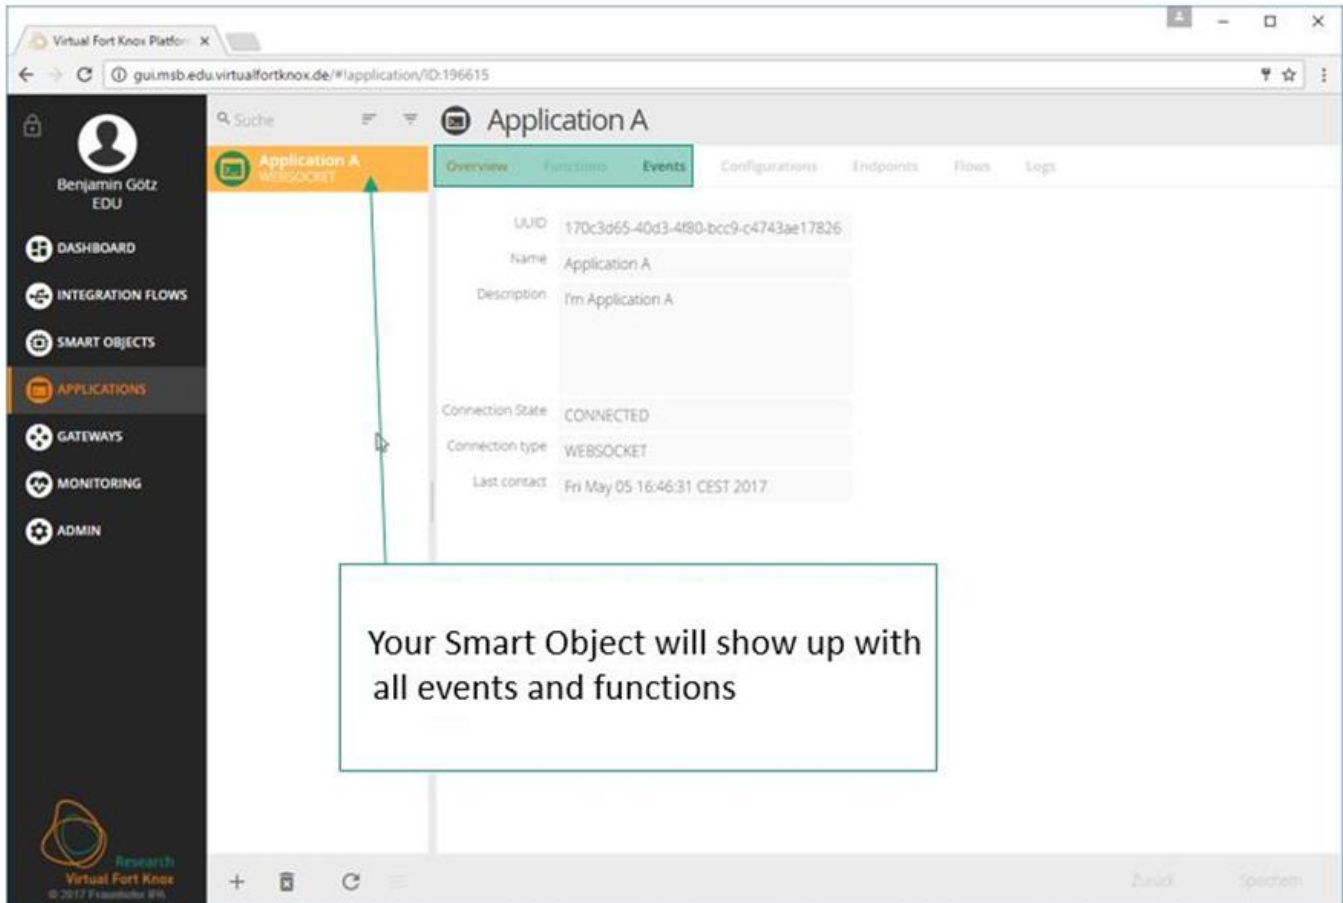 Virtual Fort Knox Platfor
gui.msb.edu.virtualfortknox.de/#!application/ID:196615
Benjamin Götz
EDU
DASHBOARD
INTEGRATION FLOWS
SMART OBJECTS
APPLICATIONS
GATEWAYS
MONITORING
ADMIN
Research
Virtual Fort Knox
© 2017 Fraunhofer IPA
Suche
Application A
WEBSOCKET
Application A
Overview Functions Events Configurations Endpoints Flows Logs
UUID 170c3d65-40d3-4f80-bcc9-c4743ae17826
Name Application A
Description I'm Application A
Connection State CONNECTED
Connection type WEBSOCKET
Last contact Fri May 05 16:46:31 CEST 2017
Your Smart Object will show up with
all events and functions
Zurück Speichern